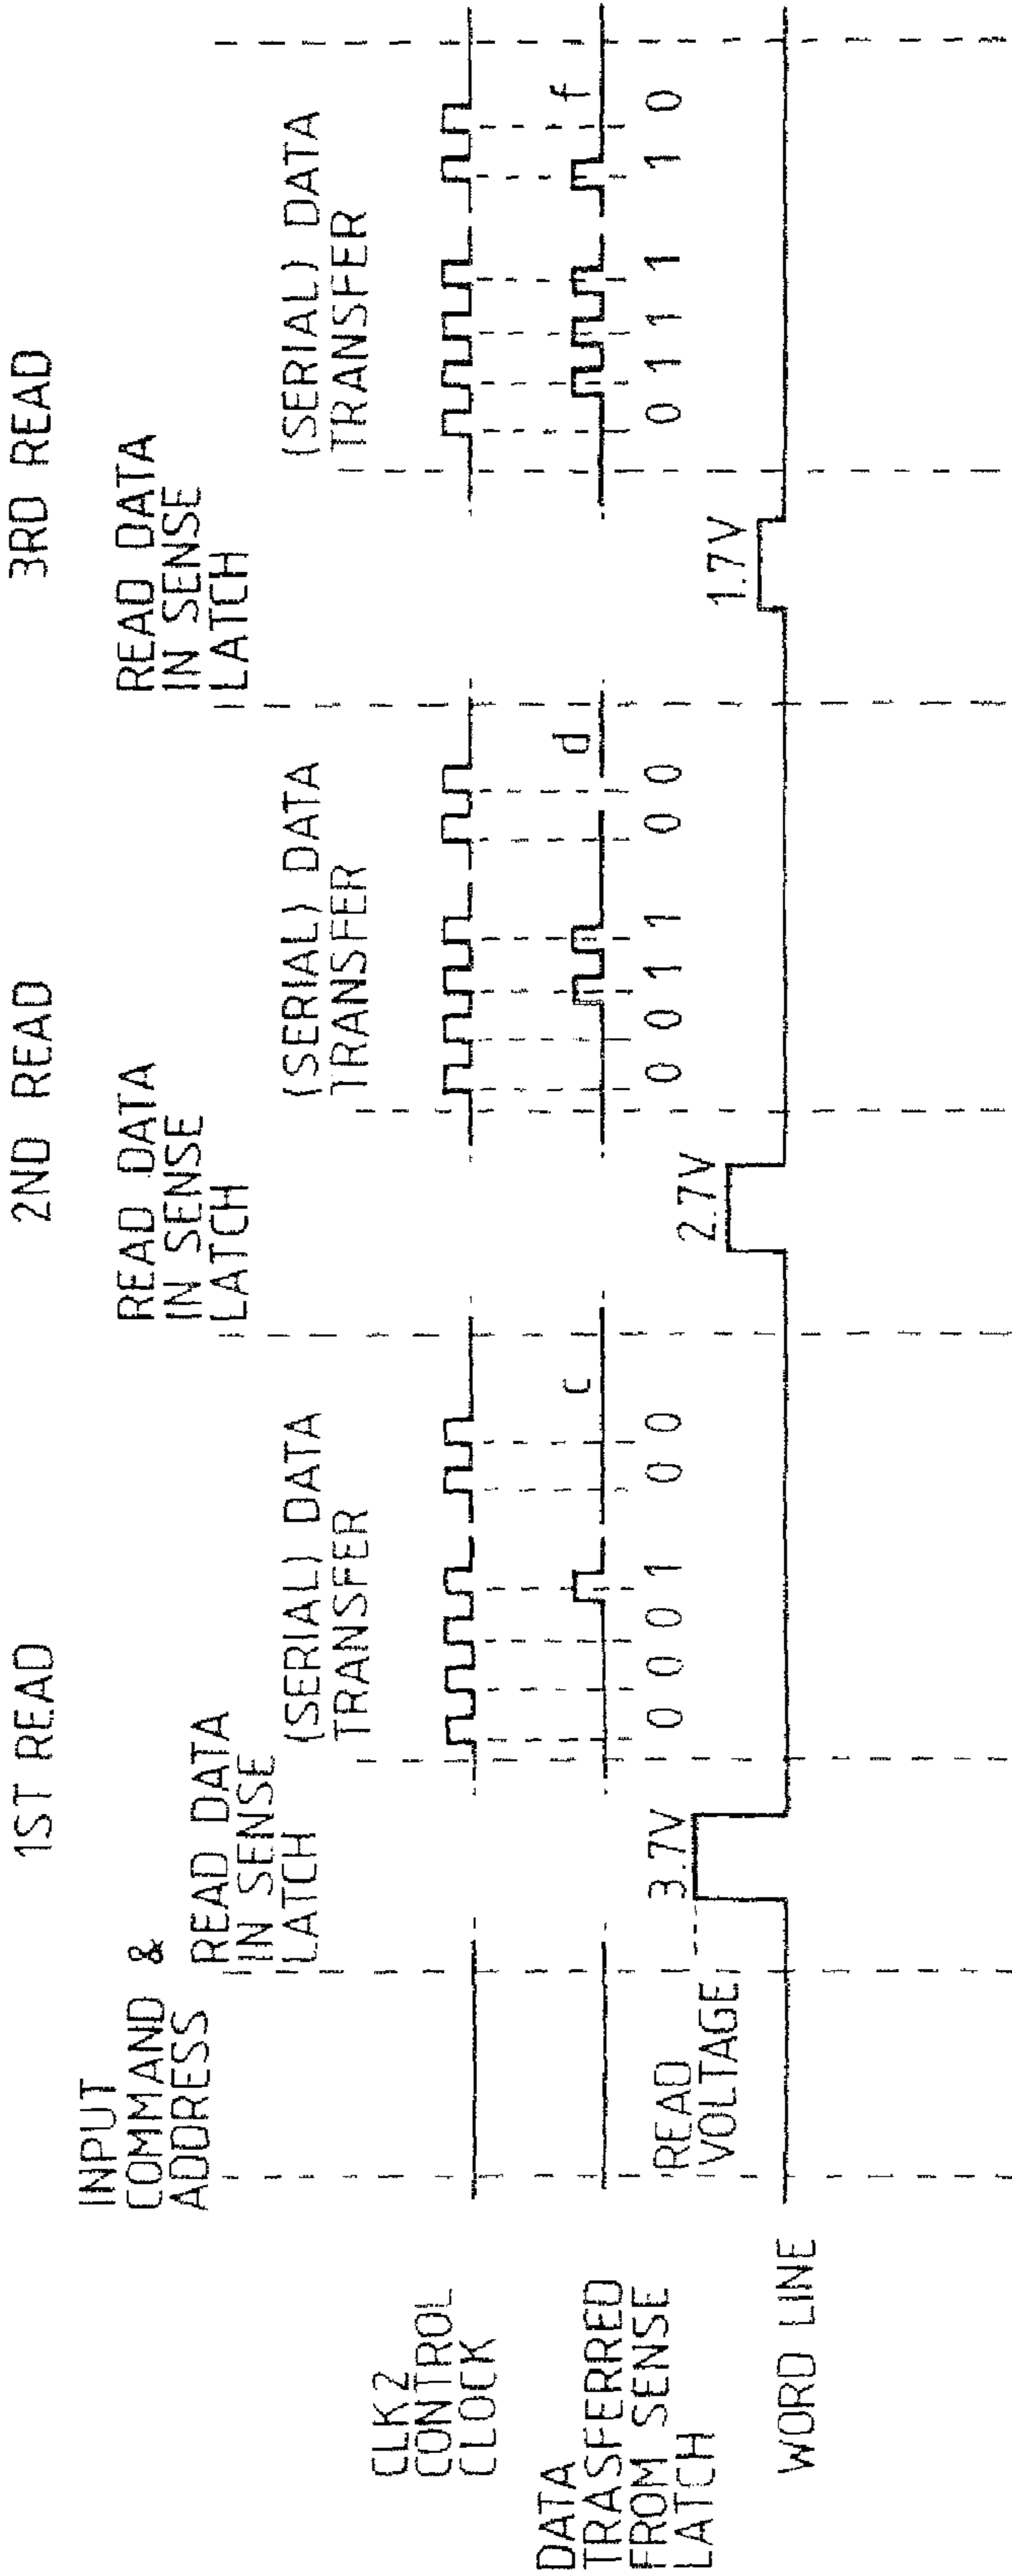 1ST READ
2ND READ
3RD READ
INPUT
COMMAND &
ADDRESS
READ DATA
IN SENSE
LATCH
(SERIAL) DATA
TRANSFER
READ DATA
IN SENSE
LATCH
(SERIAL) DATA
TRANSFER
READ DATA
IN SENSE
LATCH
(SERIAL) DATA
TRANSFER
CLK2
CONTROL
CLOCK
DATA
TRASFERRED
FROM SENSE
LATCH
c
d
f
0 0 0 1 0 0
0 0 1 1 0 0
0 1 1 1 1 0
READ
VOLTAGE
3.7V
2.7V
1.7V
WORD LINE